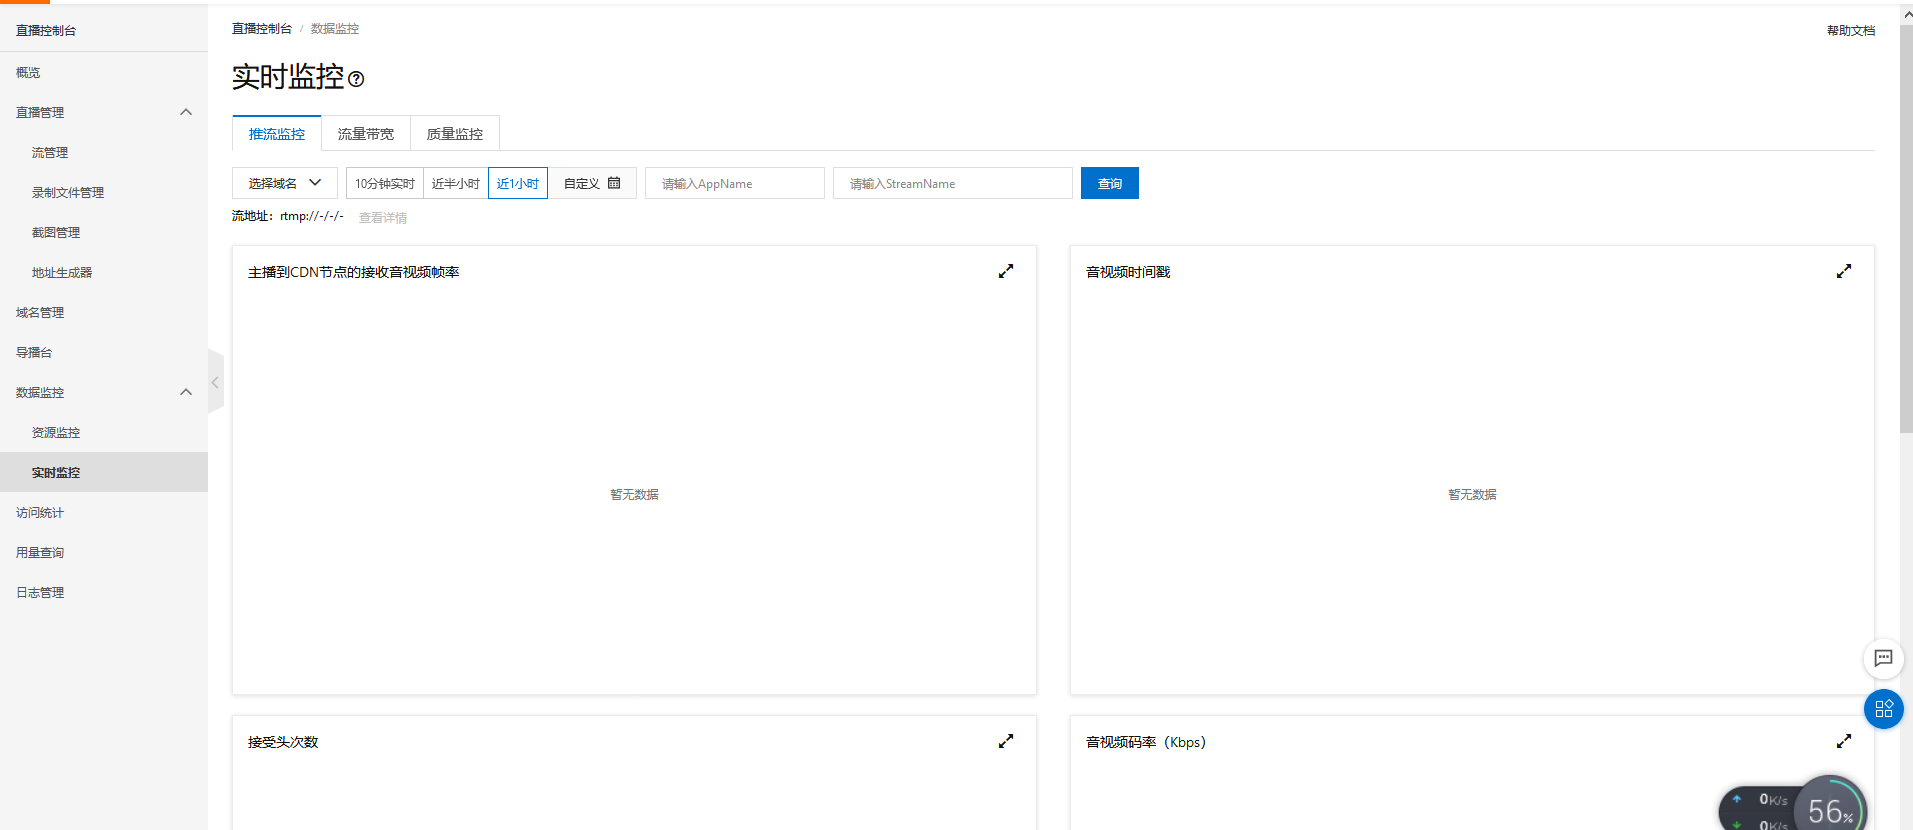 直播控制台
概览
直播管理
流管理
录制文件管理
截图管理
地址生成器
域名管理
导播台
数据监控
资源监控
实时监控
访问统计
用量查询
日志管理
直播控制台 / 数据监控
帮助文档
实时监控
推流监控 流量带宽 质量监控
选择域名 10分钟实时 近半小时 近1小时 自定义 请输入AppName 请输入StreamName 查询
流地址：rtmp://-/-/- 查看详情
主播到CDN节点的接收音视频帧率
暂无数据
音视频时间戳
暂无数据
接受头次数
音视频码率（Kbps）
0K/s
0K/s
56%